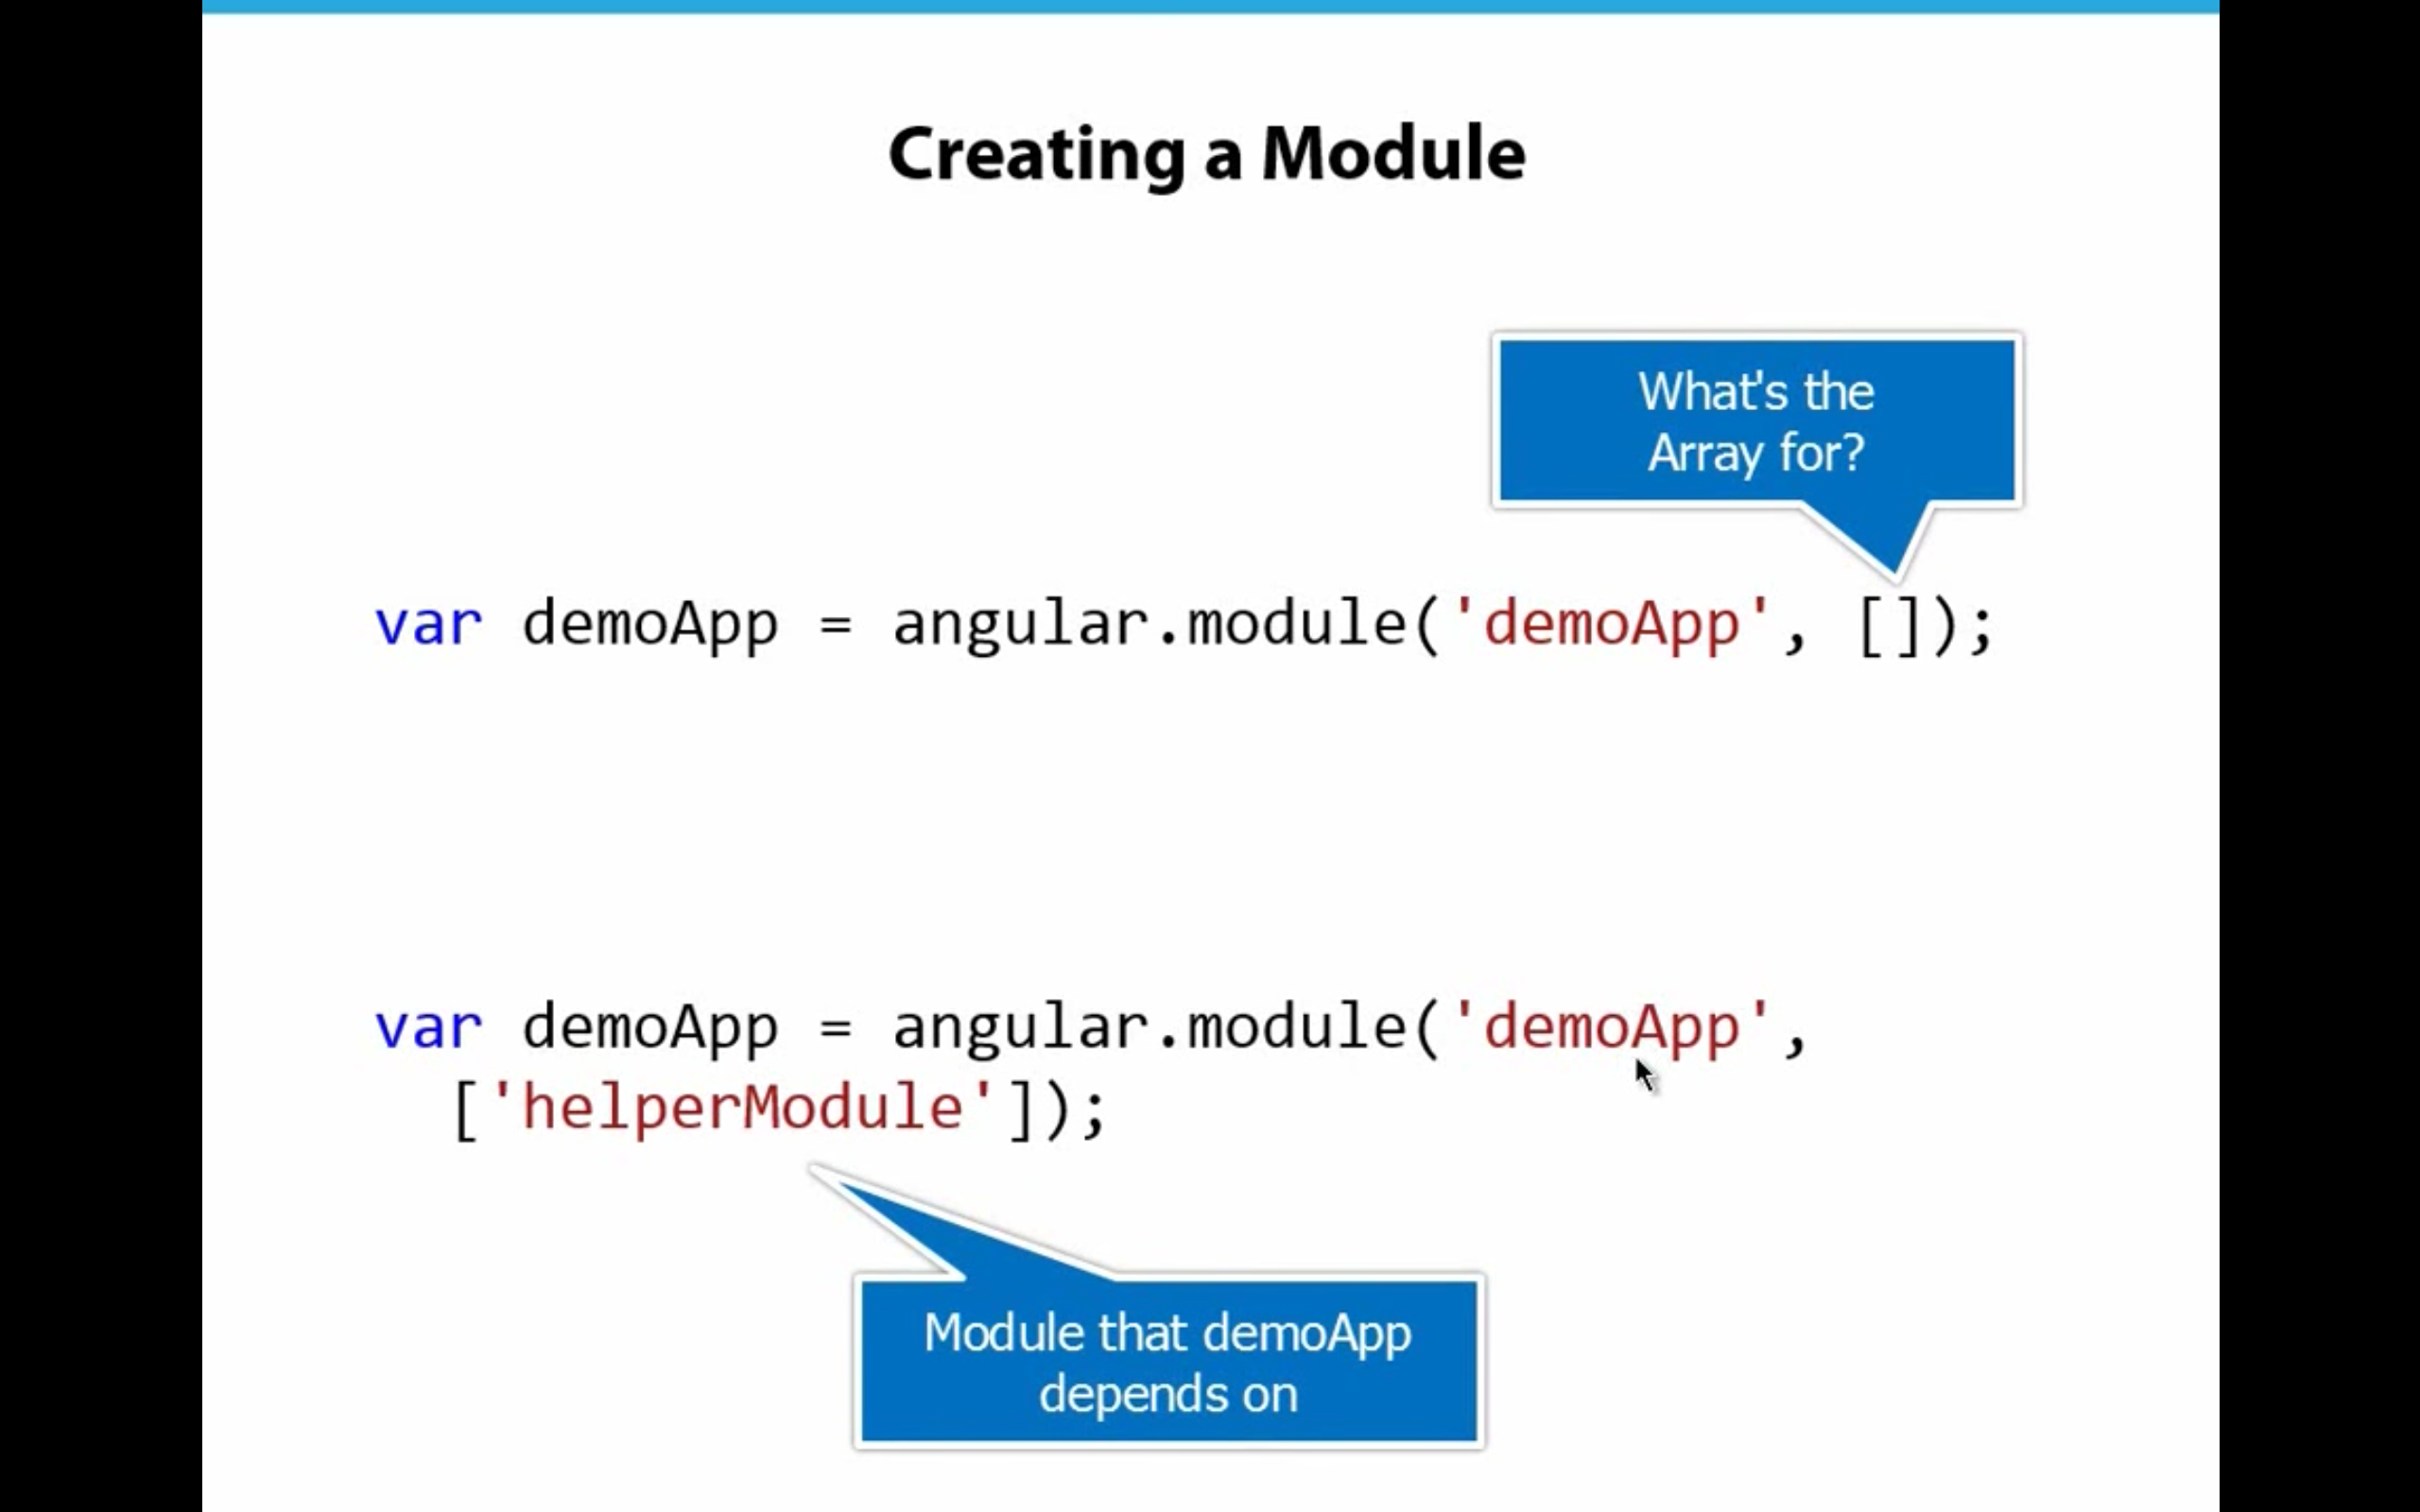 Creating a Module
What's the
Array for?
var demoApp = angular.module('demoApp', []);
var demoApp = angular.module('demoApp',
['helperModule']);
Module that demoApp
depends on